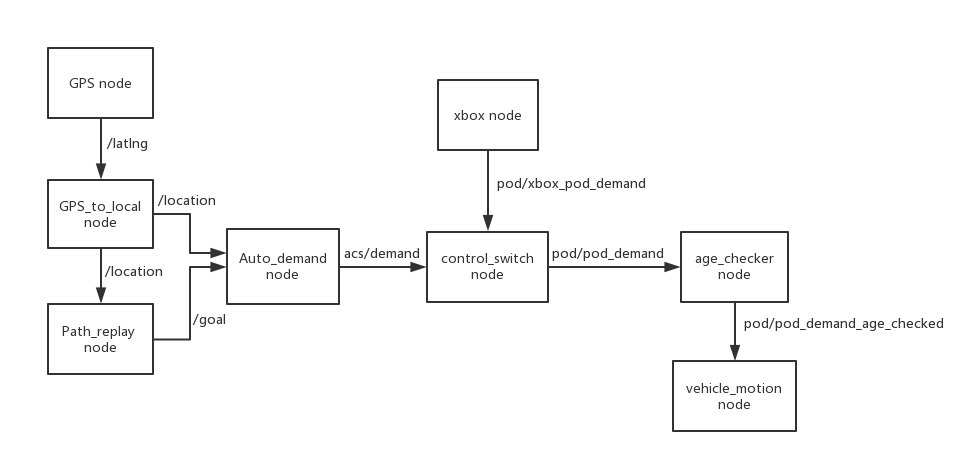 GPS node
/latlng
GPS_to_local
node
/location
/location
Path_replay
node
/goal
Auto_demand
node
acs/demand
xbox node
pod/xbox_pod_demand
control_switch
node
pod/pod_demand
age_checker
node
pod/pod_demand_age_checked
vehicle_motion
node